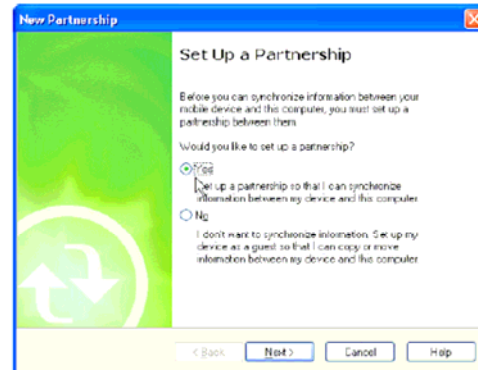 New Partnership
Set Up a Partnership
Before you can synchronize information between your
mobile device and this computer, you must set up a
partnership between them
Would you like to set up a partnership?
Yes
Set up a partnership so that I can synchronize
information between my device and this computer
No
I don't want to synchronize information. Set up my
device as a guest so that I can copy or move
information between my device and this computer
< Back
Next >
Cancel
Help